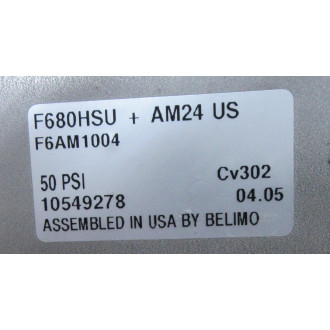 F680HSU + AM24 US
F6AM1004
50 PSI Cv302
10549278 04.05
ASSEMBLED IN USA BY BELIMO